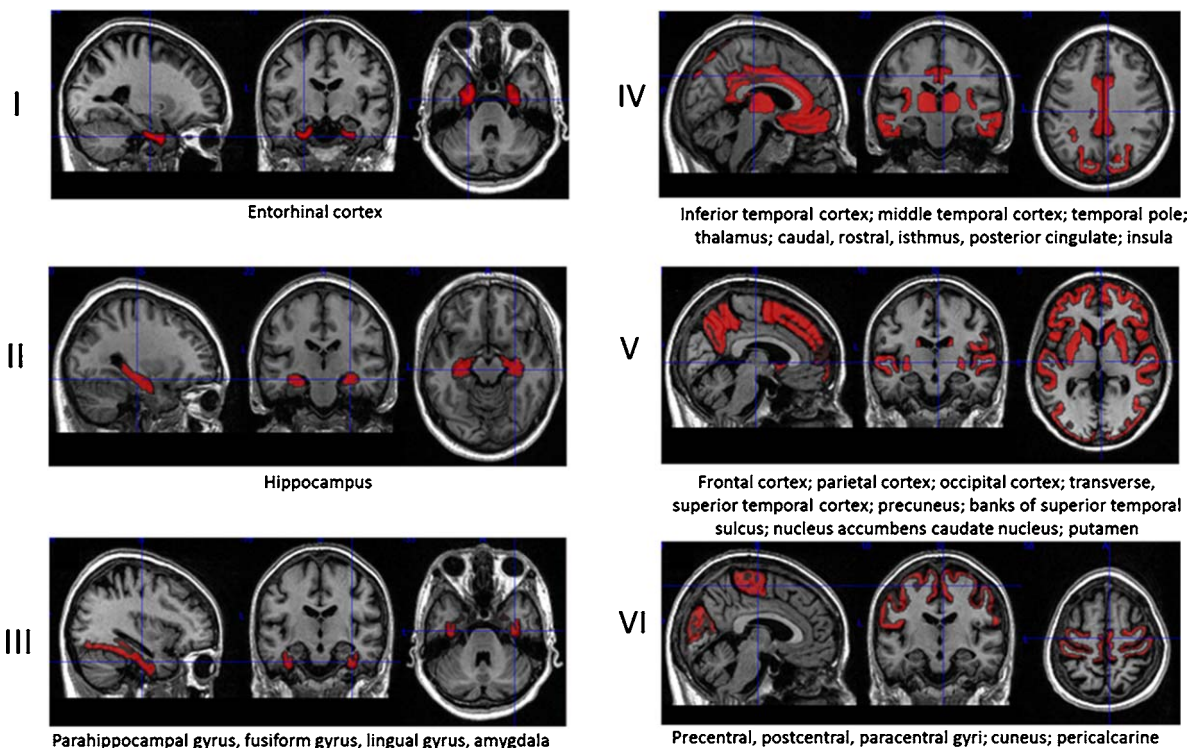 I
Entorhinal cortex
II
Hippocampus
III
Parahippocampal gyrus, fusiform gyrus, lingual gyrus, amygdala
IV
Inferior temporal cortex; middle temporal cortex; temporal pole;
thalamus; caudal, rostral, isthmus, posterior cingulate; insula
V
Frontal cortex; parietal cortex; occipital cortex; transverse,
superior temporal cortex; precuneus; banks of superior temporal
sulcus; nucleus accumbens caudate nucleus; putamen
VI
Precentral, postcentral, paracentral gyri; cuneus; pericalcarine